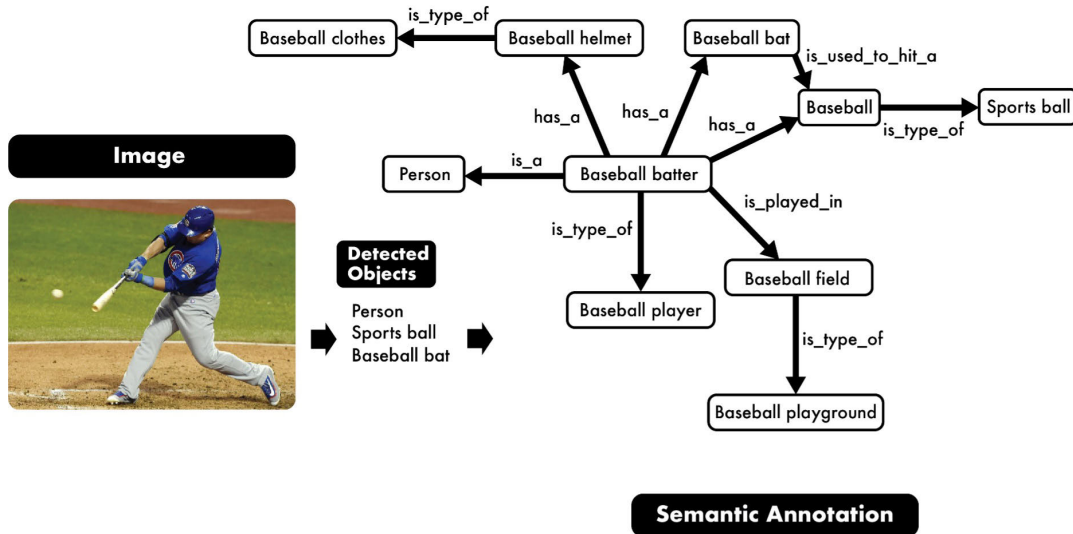 is_type_of
Baseball clothes
Baseball helmet
Baseball bat
is_used_to_hit_a
Baseball
Sports ball
is_type_of
has_a
has_a
has_a
Image
Person
is_a
Baseball batter
is_played_in
is_type_of
Detected
Objects
Person
Sports ball
Baseball bat
Baseball field
Baseball player
is_type_of
Baseball playground
Semantic Annotation